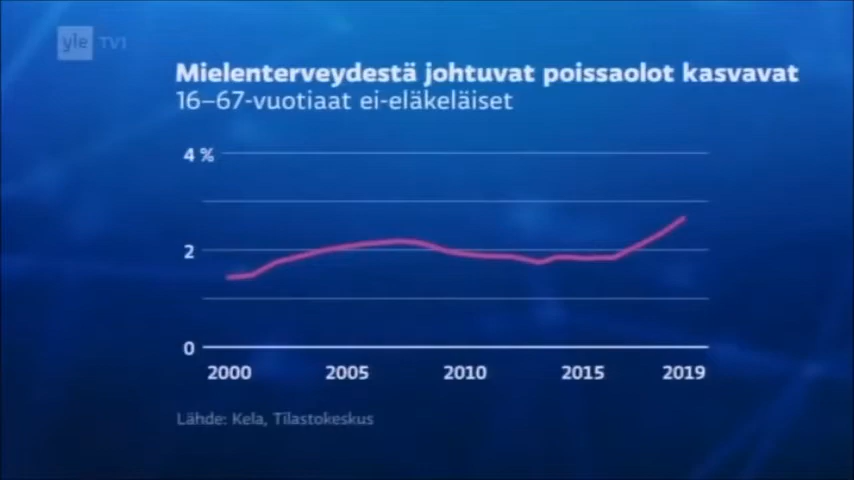 yle TV1
Mielenterveydestä johtuvat poissaolot kasvavat
16–67-vuotiaat ei-eläkeläiset
4 %
2
0
2000 2005 2010 2015 2019
Lähde: Kela, Tilastokeskus